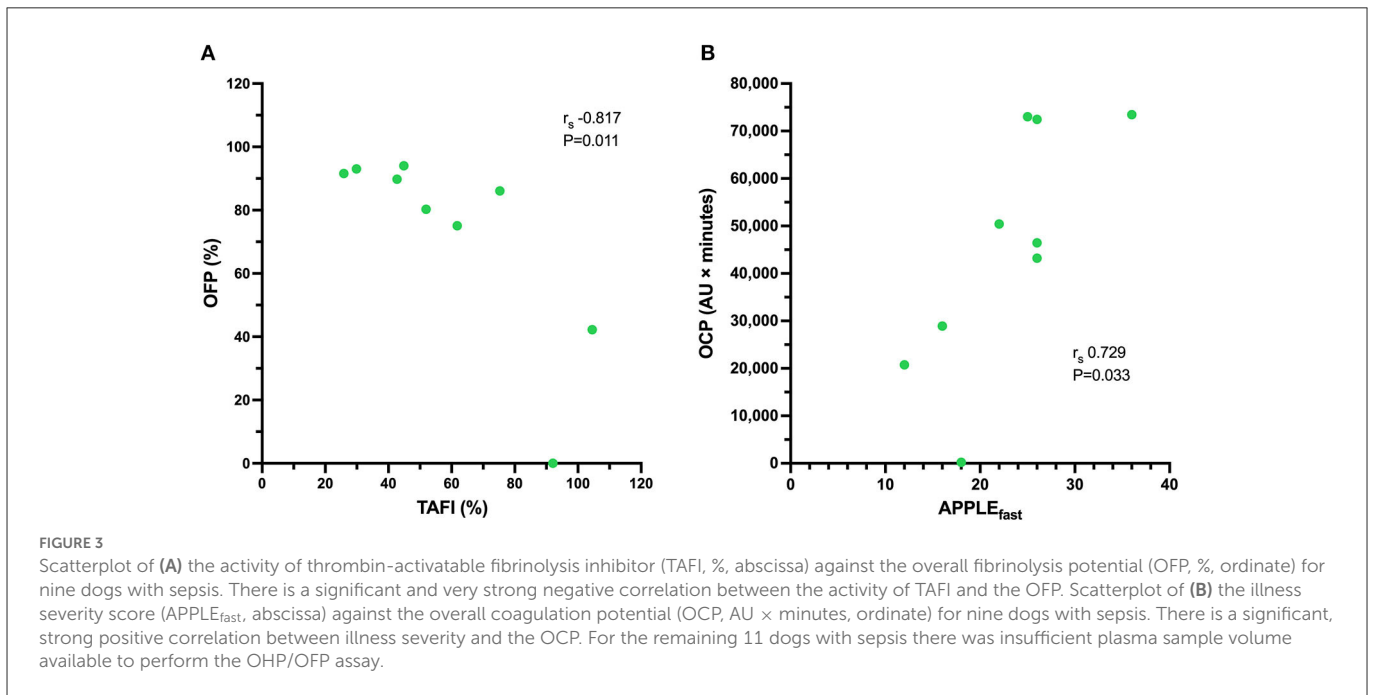 A
120
100
80
60
40
20
0
OFP (%)
rs -0.817
P=0.011
0 20 40 60 80 100 120
TAFI (%)
B
80,000
70,000
60,000
50,000
40,000
30,000
20,000
10,000
0
OCP (AU × minutes)
rs 0.729
P=0.033
0 10 20 30 40
APPLEfast
FIGURE 3
Scatterplot of (A) the activity of thrombin-activatable fibrinolysis inhibitor (TAFI, %, abscissa) against the overall fibrinolysis potential (OFP, %, ordinate) for
nine dogs with sepsis. There is a significant and very strong negative correlation between the activity of TAFI and the OFP. Scatterplot of (B) the illness
severity score (APPLEfast, abscissa) against the overall coagulation potential (OCP, AU × minutes, ordinate) for nine dogs with sepsis. There is a significant,
strong positive correlation between illness severity and the OCP. For the remaining 11 dogs with sepsis there was insufficient plasma sample volume
available to perform the OHP/OFP assay.